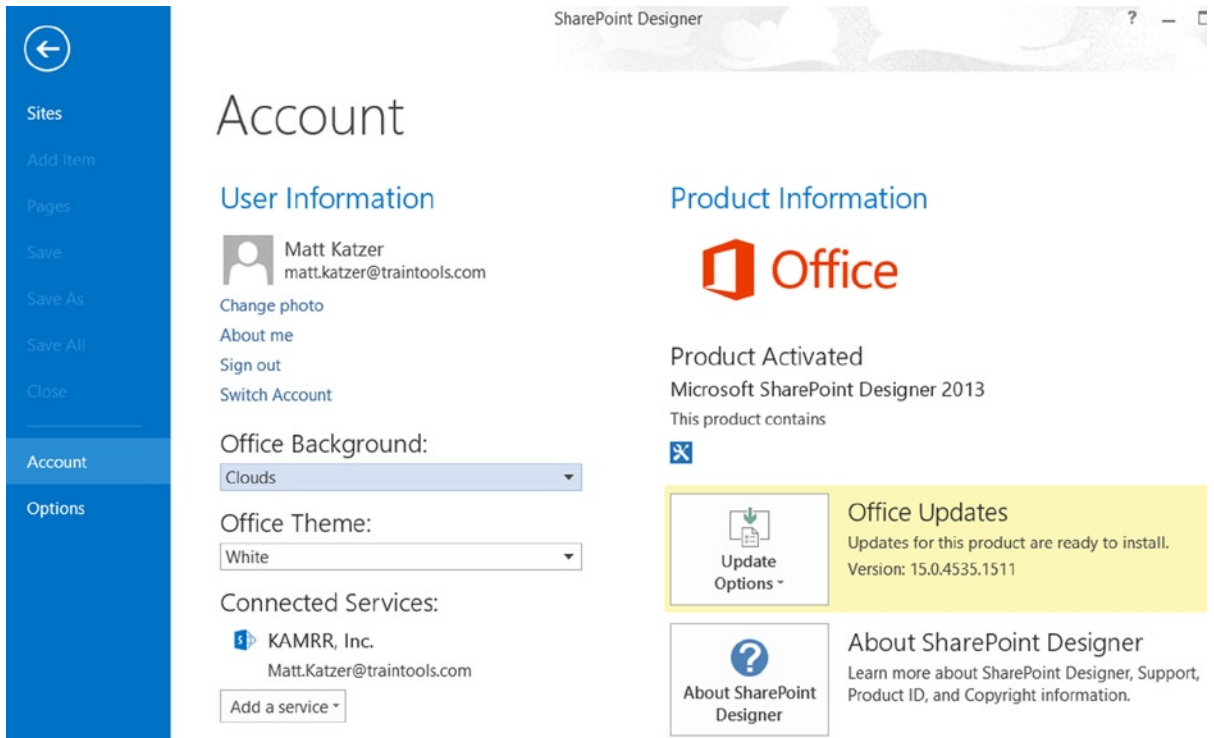 SharePoint Designer
?
Sites
Add Item
Pages
Save
Save As
Save All
Close
Account
Options
Account
User Information
Matt Katzer
matt.katzer@traintools.com
Change photo
About me
Sign out
Switch Account
Office Background:
Clouds
Office Theme:
White
Connected Services:
KAMRR, Inc.
Matt.Katzer@traintools.com
Add a service
Product Information
Office
Product Activated
Microsoft SharePoint Designer 2013
This product contains
Update
Options
Office Updates
Updates for this product are ready to install.
Version: 15.0.4535.1511
About SharePoint
Designer
About SharePoint Designer
Learn more about SharePoint Designer, Support,
Product ID, and Copyright information.